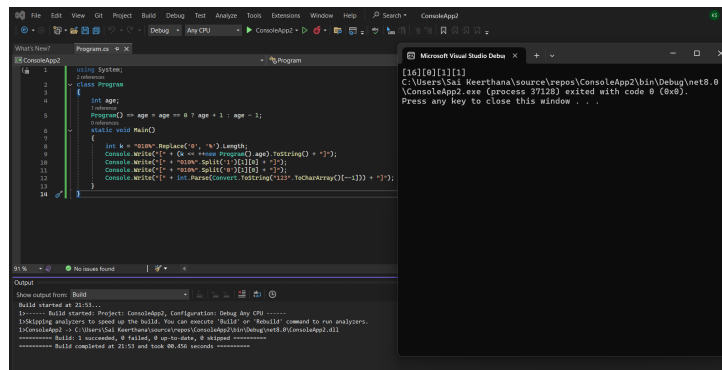 File Edit View Git Project Build Debug Test Analyze Tools Extensions Window Help Search ConsoleApp2
Debug Any CPU ConsoleApp2
What's New? Program.cs
ConsoleApp2 Program
1 using System;
2 references
2 class Program
3 {
4 int age;
1 reference
5 Program() => age = age == 0 ? age + 1 : age - 1;
0 references
6 static void Main()
7 {
8 int k = "010%".Replace('0', '%').Length;
9 Console.Write("[" + (k << ++new Program().age).ToString() + "]");
10 Console.Write("[" + "010%".Split('1')[1][0] + "]");
11 Console.Write("[" + "010%".Split('0')[1][0] + "]");
12 Console.Write("[" + int.Parse(Convert.ToString("123".ToCharArray()[~-1])) + "]");
13 }
14 }
91 % No issues found
Output
Show output from: Build
Build started at 21:53...
1>------ Build started: Project: ConsoleApp2, Configuration: Debug Any CPU ------
1>Skipping analyzers to speed up the build. You can execute 'Build' or 'Rebuild' command to run analyzers.
1>ConsoleApp2 -> C:\Users\Sai Keerthana\source\repos\ConsoleApp2\bin\Debug\net8.0\ConsoleApp2.dll
========== Build: 1 succeeded, 0 failed, 0 up-to-date, 0 skipped ==========
========== Build completed at 21:53 and took 00.456 seconds ==========
Microsoft Visual Studio Debug
[16][0][1][1]
C:\Users\Sai Keerthana\source\repos\ConsoleApp2\bin\Debug\net8.0
\ConsoleApp2.exe (process 37128) exited with code 0 (0x0).
Press any key to close this window . . .